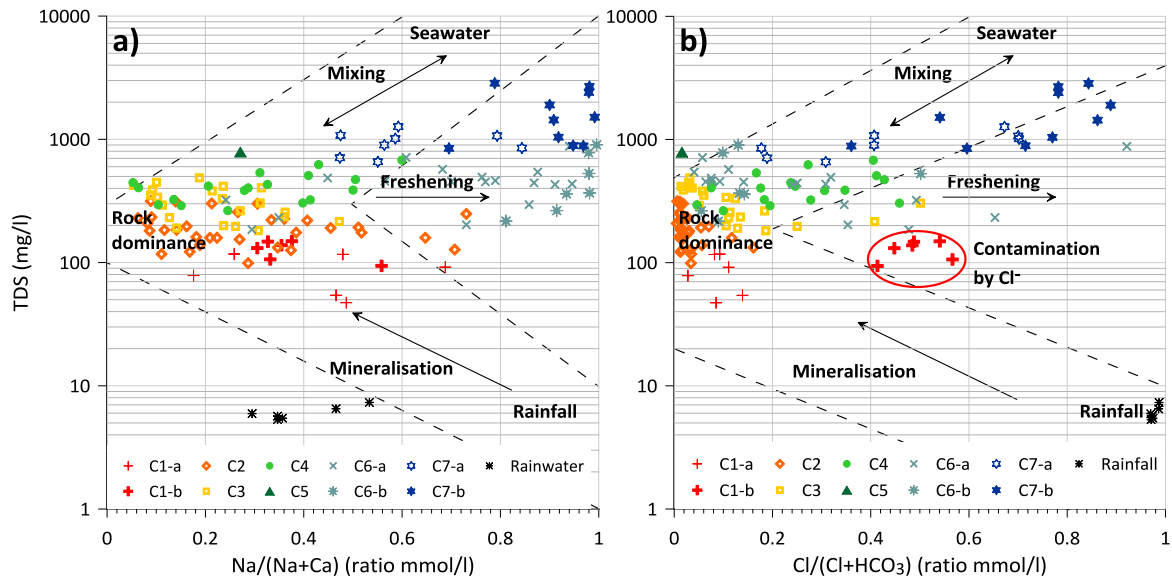 a)
10000
1000
100
10
1
TDS (mg/l)
Seawater
Mixing
Freshening
Rock
dominance
Mineralisation
Rainfall
C1-a C2 C4 C6-a C7-a Rainwater
C1-b C3 C5 C6-b C7-b
0 0.2 0.4 0.6 0.8 1
Na/(Na+Ca) (ratio mmol/l)
b)
10000
1000
100
10
1
Seawater
Mixing
Freshening
Rock
dominance
Contamination
by Cl⁻
Mineralisation
Rainfall
C1-a C2 C4 C6-a C7-a Rainfall
C1-b C3 C5 C6-b C7-b
0 0.2 0.4 0.6 0.8 1
Cl/(Cl+HCO₃) (ratio mmol/l)